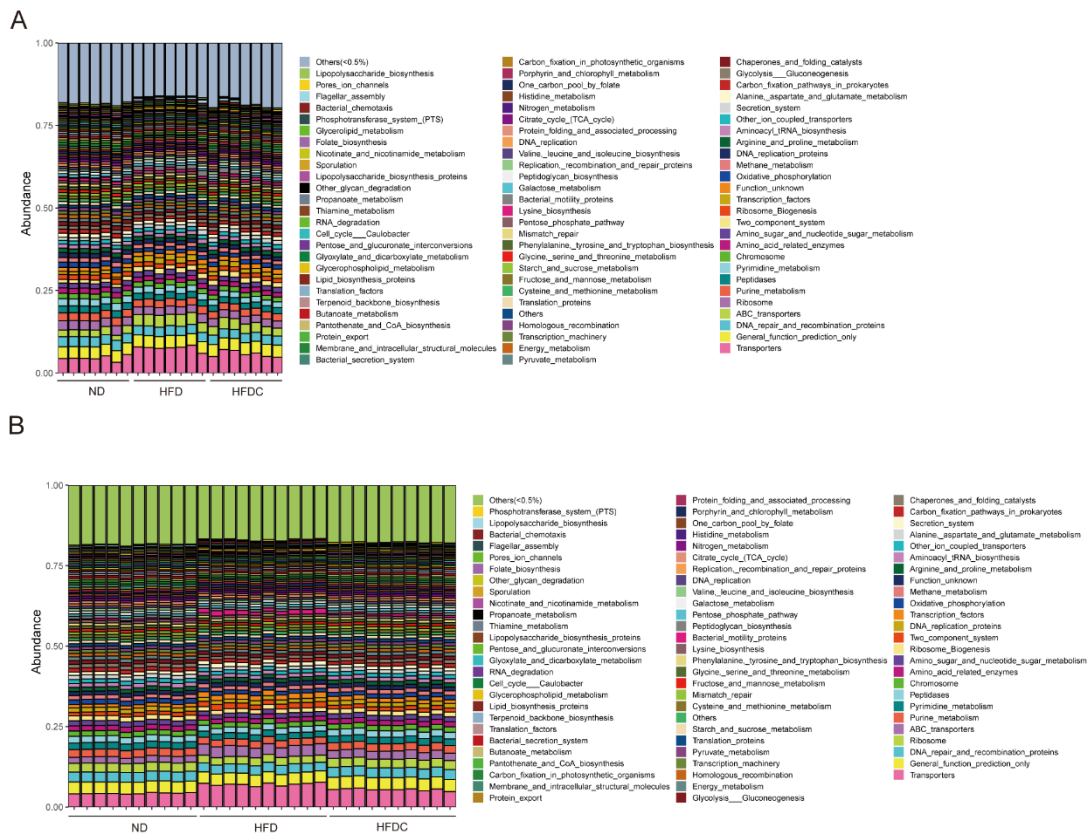 A
Abundance
1.00
0.75
0.50
0.25
0.00
ND
HFD
HFDC
Others(<0.5%)
Lipopolysaccharide_biosynthesis
Pores_ion_channels
Flagellar_assembly
Bacterial_chemotaxis
Phosphotransferase_system_(PTS)
Glycerolipid_metabolism
Folate_biosynthesis
Nicotinate_and_nicotinamide_metabolism
Sporulation
Lipopolysaccharide_biosynthesis_proteins
Other_glycan_degradation
Propanoate_metabolism
Thiamine_metabolism
RNA_degradation
Cell_cycle___Caulobacter
Pentose_and_glucuronate_interconversions
Glyoxylate_and_dicarboxylate_metabolism
Glycerophospholipid_metabolism
Lipid_biosynthesis_proteins
Translation_factors
Terpenoid_backbone_biosynthesis
Butanoate_metabolism
Pantothenate_and_CoA_biosynthesis
Protein_export
Membrane_and_intracellular_structural_molecules
Bacterial_secretion_system
Carbon_fixation_in_photosynthetic_organisms
Porphyrin_and_chlorophyll_metabolism
One_carbon_pool_by_folate
Histidine_metabolism
Nitrogen_metabolism
Citrate_cycle_(TCA_cycle)
Protein_folding_and_associated_processing
DNA_replication
Valine,_leucine_and_isoleucine_biosynthesis
Replication,_recombination_and_repair_proteins
Peptidoglycan_biosynthesis
Galactose_metabolism
Bacterial_motility_proteins
Lysine_biosynthesis
Pentose_phosphate_pathway
Mismatch_repair
Phenylalanine,_tyrosine_and_tryptophan_biosynthesis
Glycine,_serine_and_threonine_metabolism
Starch_and_sucrose_metabolism
Fructose_and_mannose_metabolism
Cysteine_and_methionine_metabolism
Translation_proteins
Others
Homologous_recombination
Transcription_machinery
Energy_metabolism
Pyruvate_metabolism
Chaperones_and_folding_catalysts
Glycolysis___Gluconeogenesis
Carbon_fixation_pathways_in_prokaryotes
Alanine,_aspartate_and_glutamate_metabolism
Secretion_system
Other_ion_coupled_transporters
Aminoacyl_tRNA_biosynthesis
Arginine_and_proline_metabolism
DNA_replication_proteins
Methane_metabolism
Oxidative_phosphorylation
Function_unknown
Transcription_factors
Ribosome_Biogenesis
Two_component_system
Amino_sugar_and_nucleotide_sugar_metabolism
Amino_acid_related_enzymes
Chromosome
Pyrimidine_metabolism
Peptidases
Purine_metabolism
Ribosome
ABC_transporters
DNA_repair_and_recombination_proteins
General_function_prediction_only
Transporters
B
Abundance
1.00
0.75
0.50
0.25
0.00
ND
HFD
HFDC
Others(<0.5%)
Phosphotransferase_system_(PTS)
Lipopolysaccharide_biosynthesis
Bacterial_chemotaxis
Flagellar_assembly
Pores_ion_channels
Folate_biosynthesis
Other_glycan_degradation
Sporulation
Nicotinate_and_nicotinamide_metabolism
Propanoate_metabolism
Thiamine_metabolism
Lipopolysaccharide_biosynthesis_proteins
Pentose_and_glucuronate_interconversions
Glyoxylate_and_dicarboxylate_metabolism
RNA_degradation
Cell_cycle___Caulobacter
Glycerophospholipid_metabolism
Lipid_biosynthesis_proteins
Terpenoid_backbone_biosynthesis
Translation_factors
Bacterial_secretion_system
Butanoate_metabolism
Pantothenate_and_CoA_biosynthesis
Carbon_fixation_in_photosynthetic_organisms
Membrane_and_intracellular_structural_molecules
Protein_export
Protein_folding_and_associated_processing
Porphyrin_and_chlorophyll_metabolism
One_carbon_pool_by_folate
Histidine_metabolism
Nitrogen_metabolism
Citrate_cycle_(TCA_cycle)
Replication,_recombination_and_repair_proteins
DNA_replication
Valine,_leucine_and_isoleucine_biosynthesis
Galactose_metabolism
Pentose_phosphate_pathway
Peptidoglycan_biosynthesis
Bacterial_motility_proteins
Lysine_biosynthesis
Phenylalanine,_tyrosine_and_tryptophan_biosynthesis
Glycine,_serine_and_threonine_metabolism
Fructose_and_mannose_metabolism
Mismatch_repair
Cysteine_and_methionine_metabolism
Others
Starch_and_sucrose_metabolism
Translation_proteins
Pyruvate_metabolism
Transcription_machinery
Homologous_recombination
Energy_metabolism
Glycolysis___Gluconeogenesis
Chaperones_and_folding_catalysts
Carbon_fixation_pathways_in_prokaryotes
Secretion_system
Alanine,_aspartate_and_glutamate_metabolism
Other_ion_coupled_transporters
Aminoacyl_tRNA_biosynthesis
Arginine_and_proline_metabolism
Function_unknown
Methane_metabolism
Oxidative_phosphorylation
Transcription_factors
DNA_replication_proteins
Two_component_system
Ribosome_Biogenesis
Amino_sugar_and_nucleotide_sugar_metabolism
Amino_acid_related_enzymes
Chromosome
Peptidases
Pyrimidine_metabolism
Purine_metabolism
ABC_transporters
Ribosome
DNA_repair_and_recombination_proteins
General_function_prediction_only
Transporters